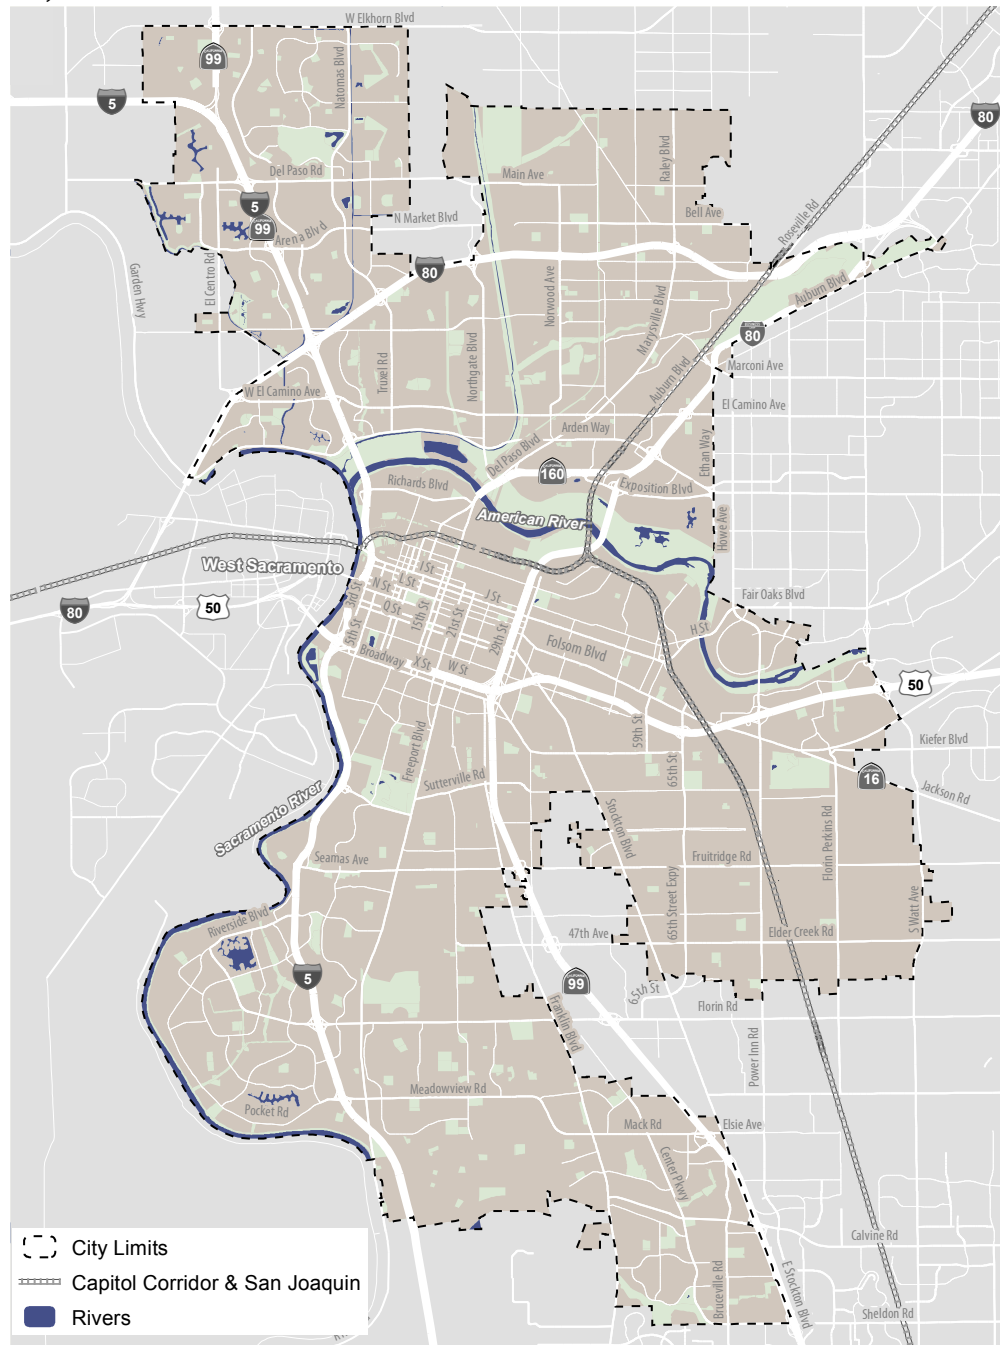 W Elkhorn Blvd
CALIFORNIA
99
Natomas Blvd
5
80
Raley Blvd
Main Ave
Del Paso Rd
5
CALIFORNIA
99
N Market Blvd
Bell Ave
Roseville Rd
Arena Blvd
El Centro Rd
Garden Hwy
80
Norwood Ave
Auburn Blvd
Marysville Blvd
80
Northgate Blvd
Truxel Rd
Marconi Ave
Auburn Blvd
W El Camino Ave
El Camino Ave
Arden Way
Ethan Way
Del Paso Blvd
CALIFORNIA
160
Richards Blvd
Exposition Blvd
American River
Howe Ave
West Sacramento
I St
L St
N St
J St
3rd St
Q St
15th St
21st St
29th St
5th St
80
50
Fair Oaks Blvd
H St
Folsom Blvd
Broadway
X St
W St
50
59th St
Freeport Blvd
Kiefer Blvd
65th St
Sutterville Rd
CALIFORNIA
16
Jackson Rd
Sacramento River
Stockton Blvd
Florin Perkins Rd
Seamas Ave
Fruitridge Rd
65th Street Expy
S Watt Ave
Riverside Blvd
47th Ave
Elder Creek Rd
5
CALIFORNIA
99
65th St
Franklin Blvd
Florin Rd
Power Inn Rd
Meadowview Rd
Pocket Rd
Mack Rd
Elsie Ave
Center Pkwy
Calvine Rd
Bruceville Rd
E Stockton Blvd
Sheldon Rd
City Limits
Capitol Corridor & San Joaquin
Rivers